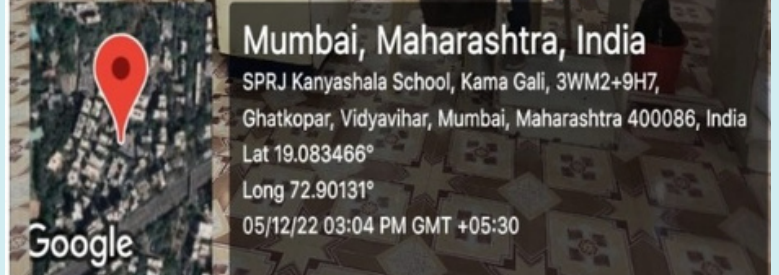 Mumbai, Maharashtra, India
SPRJ Kanyashala School, Kama Gali, 3WM2+9H7,
Ghatkopar, Vidyavihar, Mumbai, Maharashtra 400086, India
Lat 19.083466°
Long 72.90131°
05/12/22 03:04 PM GMT +05:30
Google